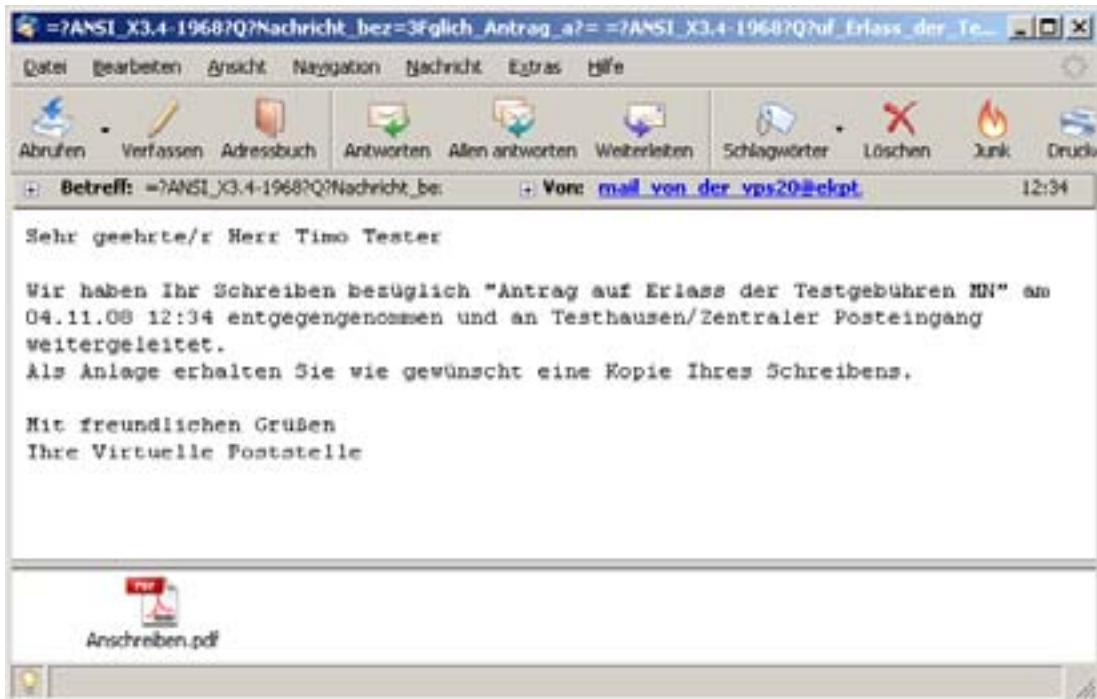 =?ANSI_X3.4-1968?Q?Nachricht_bez=3Fglich_Antrag_a?= =?ANSI_X3.4-1968?Q?uf_Erlass_der_Te...
Datei Bearbeiten Ansicht Navigation Nachricht Extras Hilfe
Abrufen Verfassen Adressbuch Antworten Allen antworten Weiterleiten Schlagwörter Löschen Junk Druck
Betreff: =?ANSI_X3.4-1968?Q?Nachricht_be: Von: mail_von_der_vps20@ekpt. 12:34
Sehr geehrte/r Herr Timo Tester
Wir haben Ihr Schreiben bezüglich "Antrag auf Erlass der Testgebühren MN" am
04.11.08 12:34 entgegengenommen und an Testhausen/Zentraler Posteingang
weitergeleitet.
Als Anlage erhalten Sie wie gewünscht eine Kopie Ihres Schreibens.
Mit freundlichen Grüßen
Ihre Virtuelle Poststelle
PDF
Anschreiben.pdf